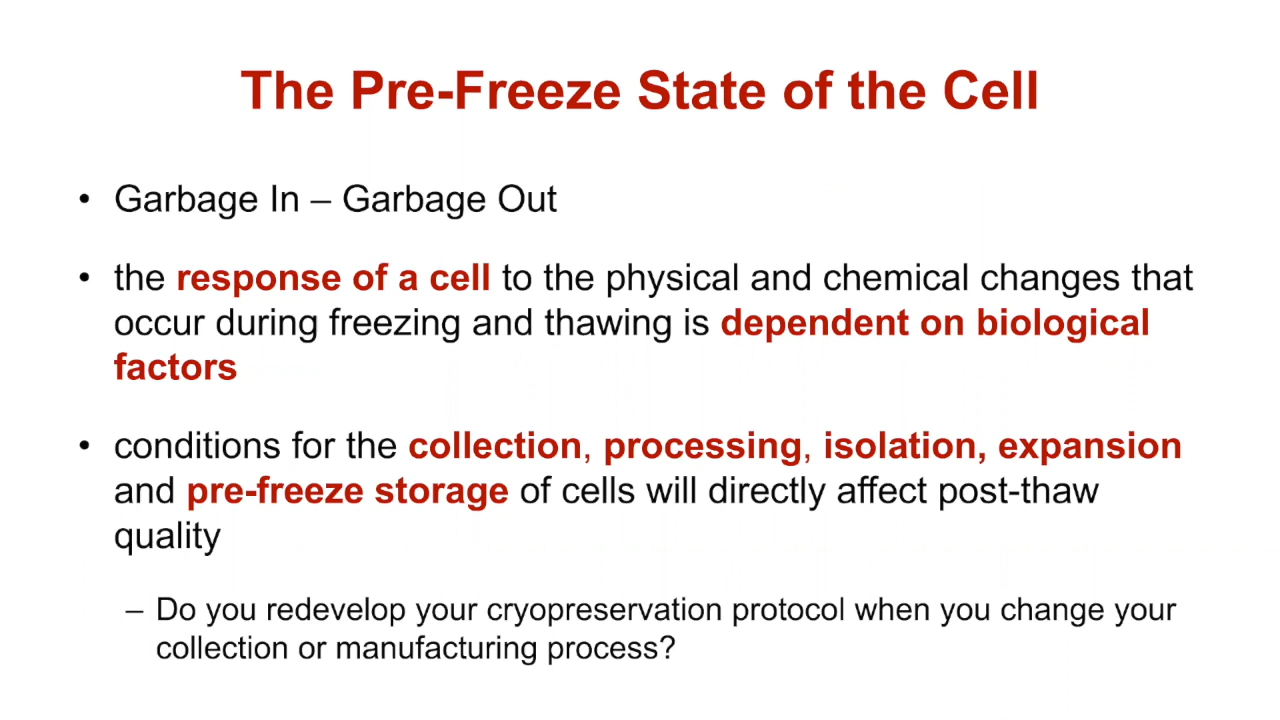 The Pre-Freeze State of the Cell
• Garbage In – Garbage Out
• the response of a cell to the physical and chemical changes that
occur during freezing and thawing is dependent on biological
factors
• conditions for the collection, processing, isolation, expansion
and pre-freeze storage of cells will directly affect post-thaw
quality
– Do you redevelop your cryopreservation protocol when you change your
collection or manufacturing process?